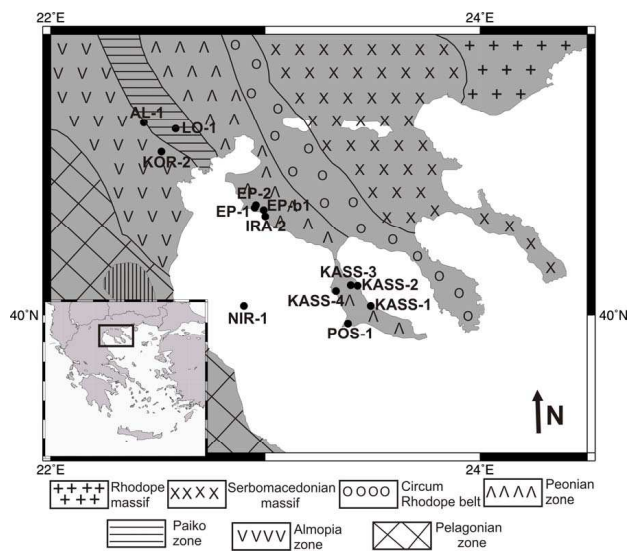 22°E
24°E
AL-1
LO-1
KOR-2
EP-2
EP-1
EP-b1
IRA-2
KASS-3
KASS-2
KASS-4
KASS-1
40°N
NIR-1
40°N
POS-1
N
22°E
24°E
Rhodope massif
Serbomacedonian massif
Circum Rhodope belt
Peonian zone
Paiko zone
Almopia zone
Pelagonian zone